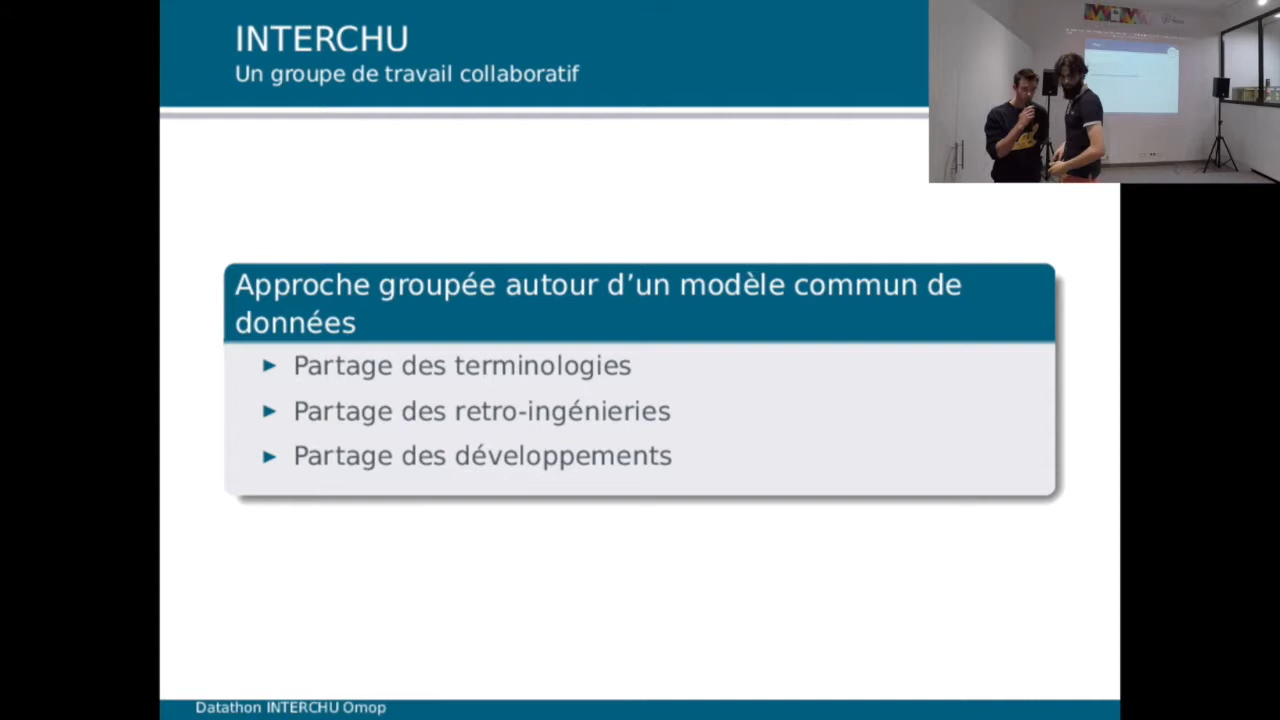 INTERCHU
Un groupe de travail collaboratif
Approche groupée autour d’un modèle commun de
données
► Partage des terminologies
► Partage des retro-ingénieries
► Partage des développements
Datathon INTERCHU Omop